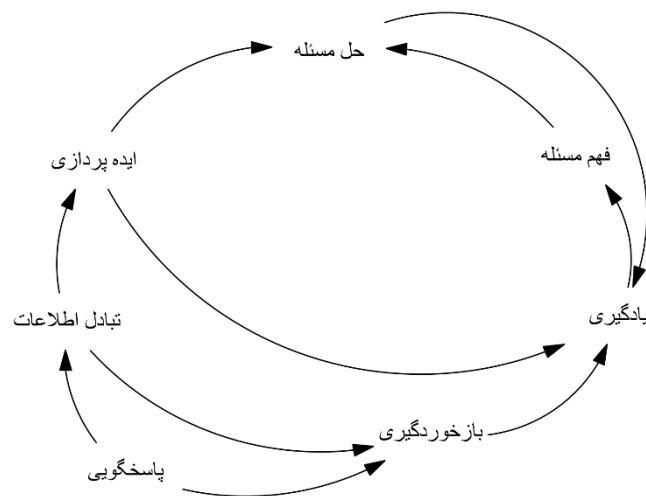 حل مسئله
فهم مسئله
ایده پردازی
یادگیری
تبادل اطلاعات
بازخوردگیری
پاسخگویی